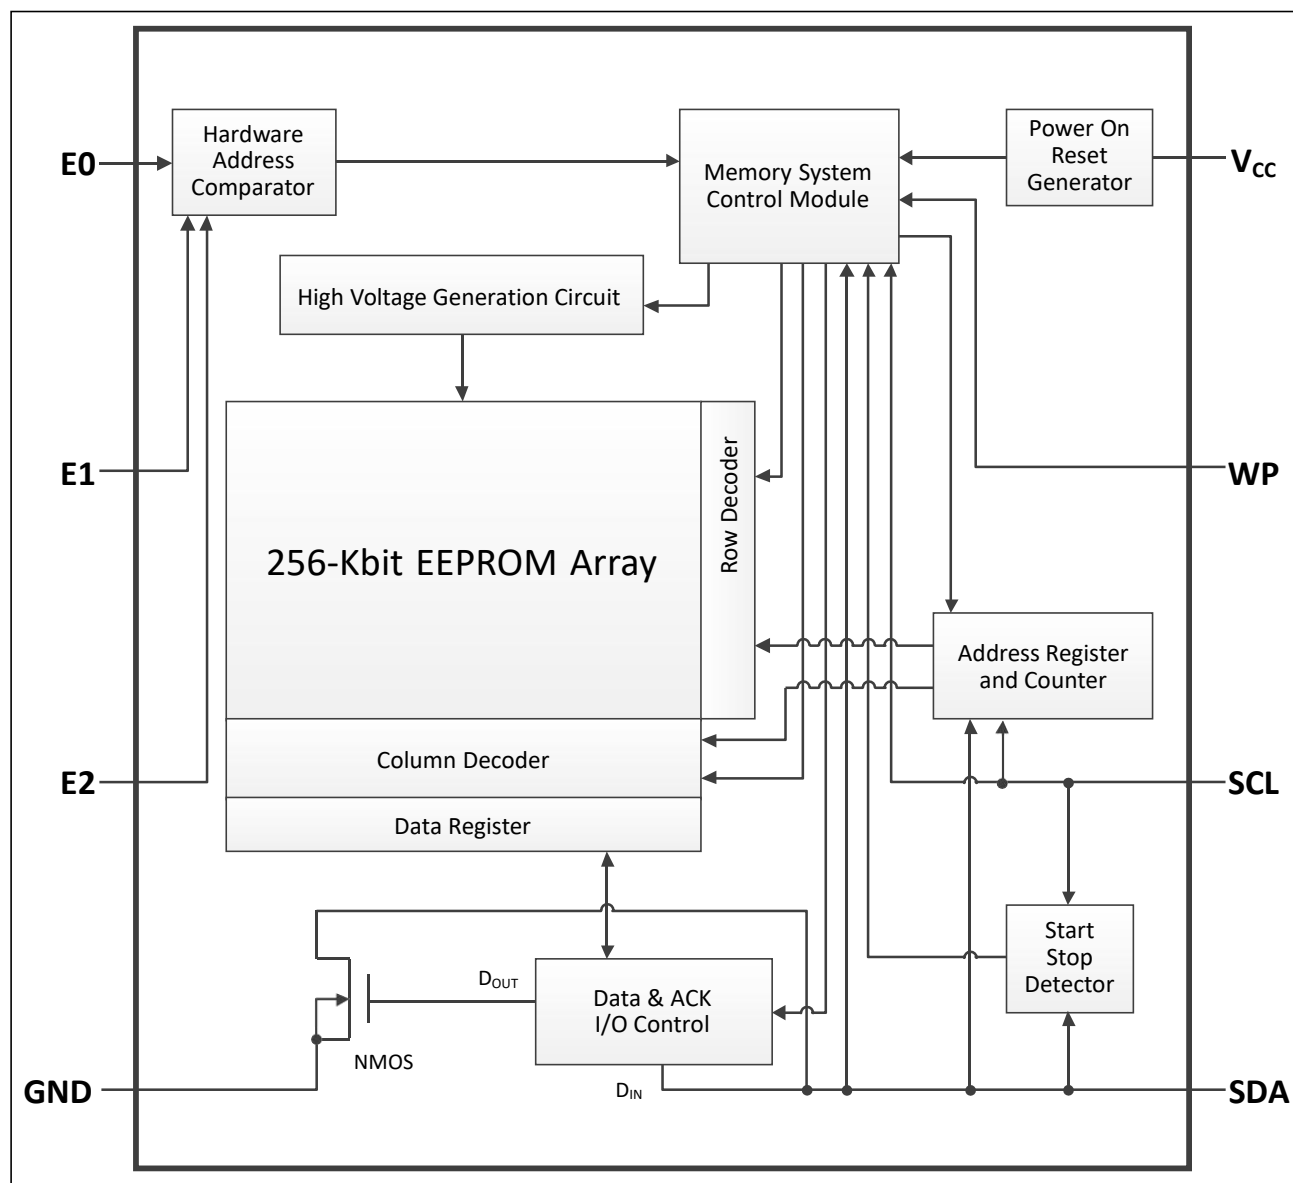 Hardware
Address
Comparator
E0
Memory System
Control Module
Power On
Reset
Generator
VCC
High Voltage Generation Circuit
E1
WP
256-Kbit EEPROM Array
Row Decoder
Address Register
and Counter
Column Decoder
E2
SCL
Data Register
Start
Stop
Detector
DOUT
Data & ACK
I/O Control
NMOS
GND
DIN
SDA